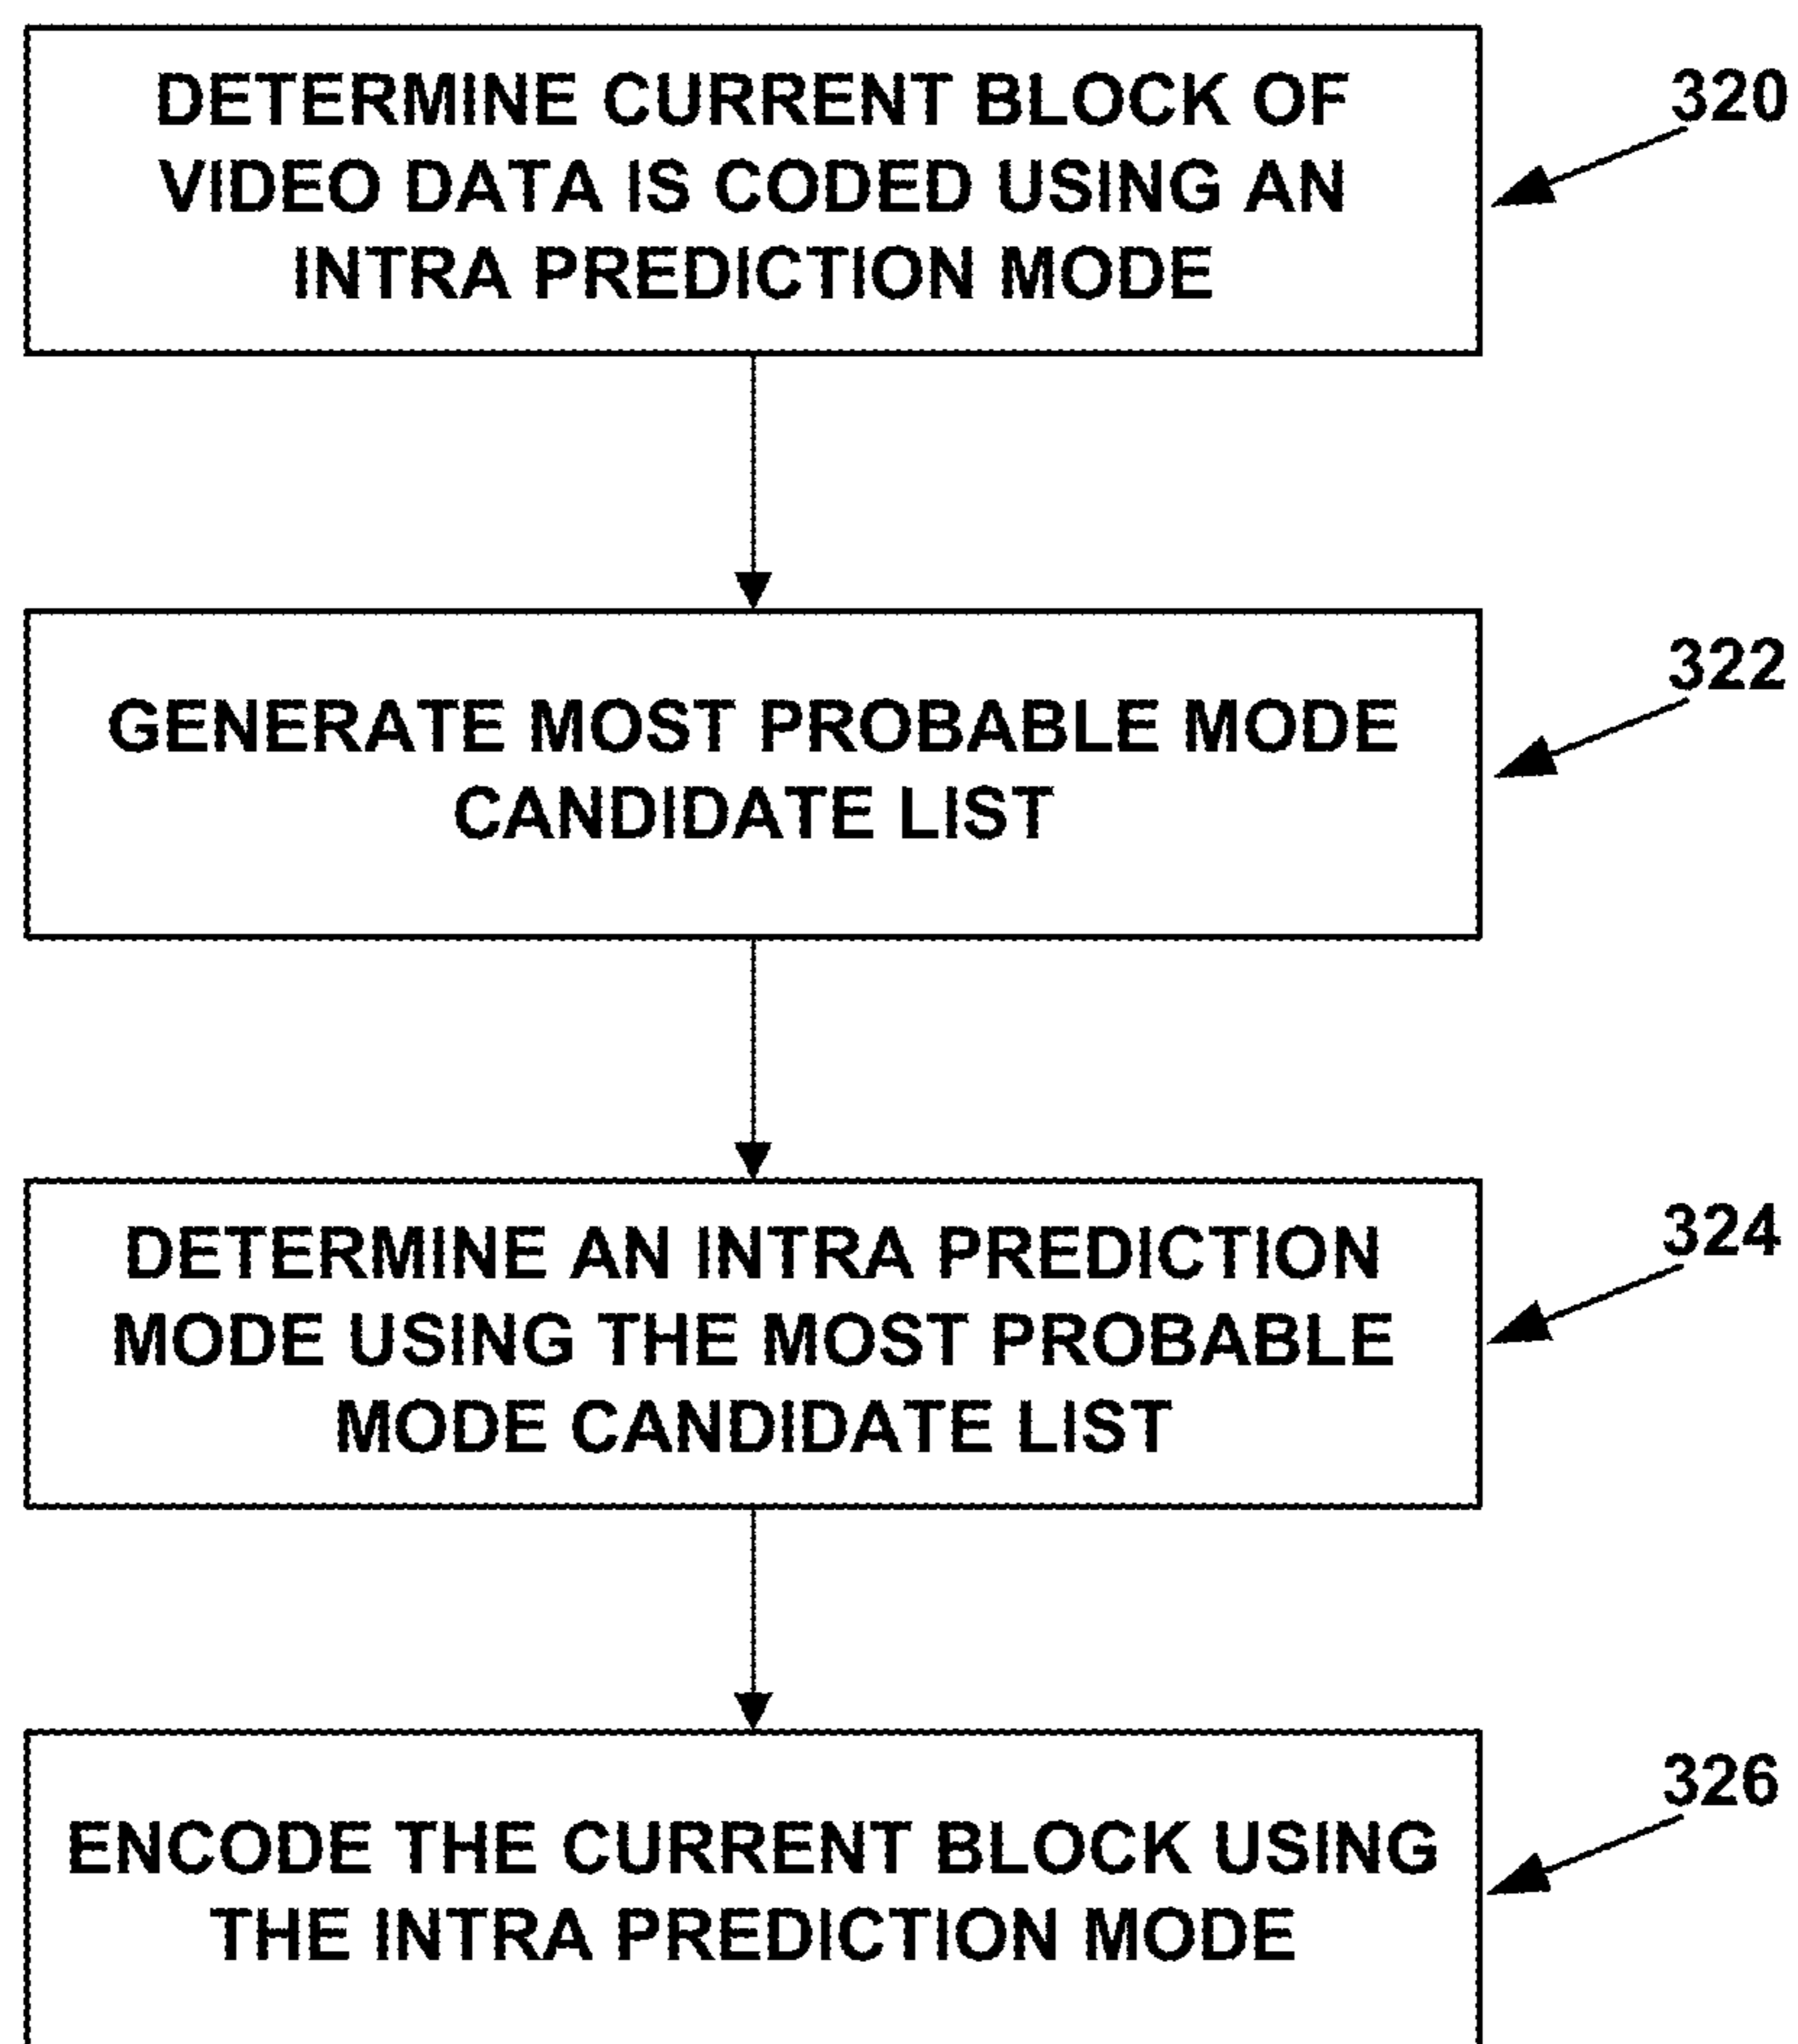 DETERMINE CURRENT BLOCK OF
VIDEO DATA IS CODED USING AN
INTRA PREDICTION MODE
320
GENERATE MOST PROBABLE MODE
CANDIDATE LIST
322
DETERMINE AN INTRA PREDICTION
MODE USING THE MOST PROBABLE
MODE CANDIDATE LIST
324
ENCODE THE CURRENT BLOCK USING
THE INTRA PREDICTION MODE
326